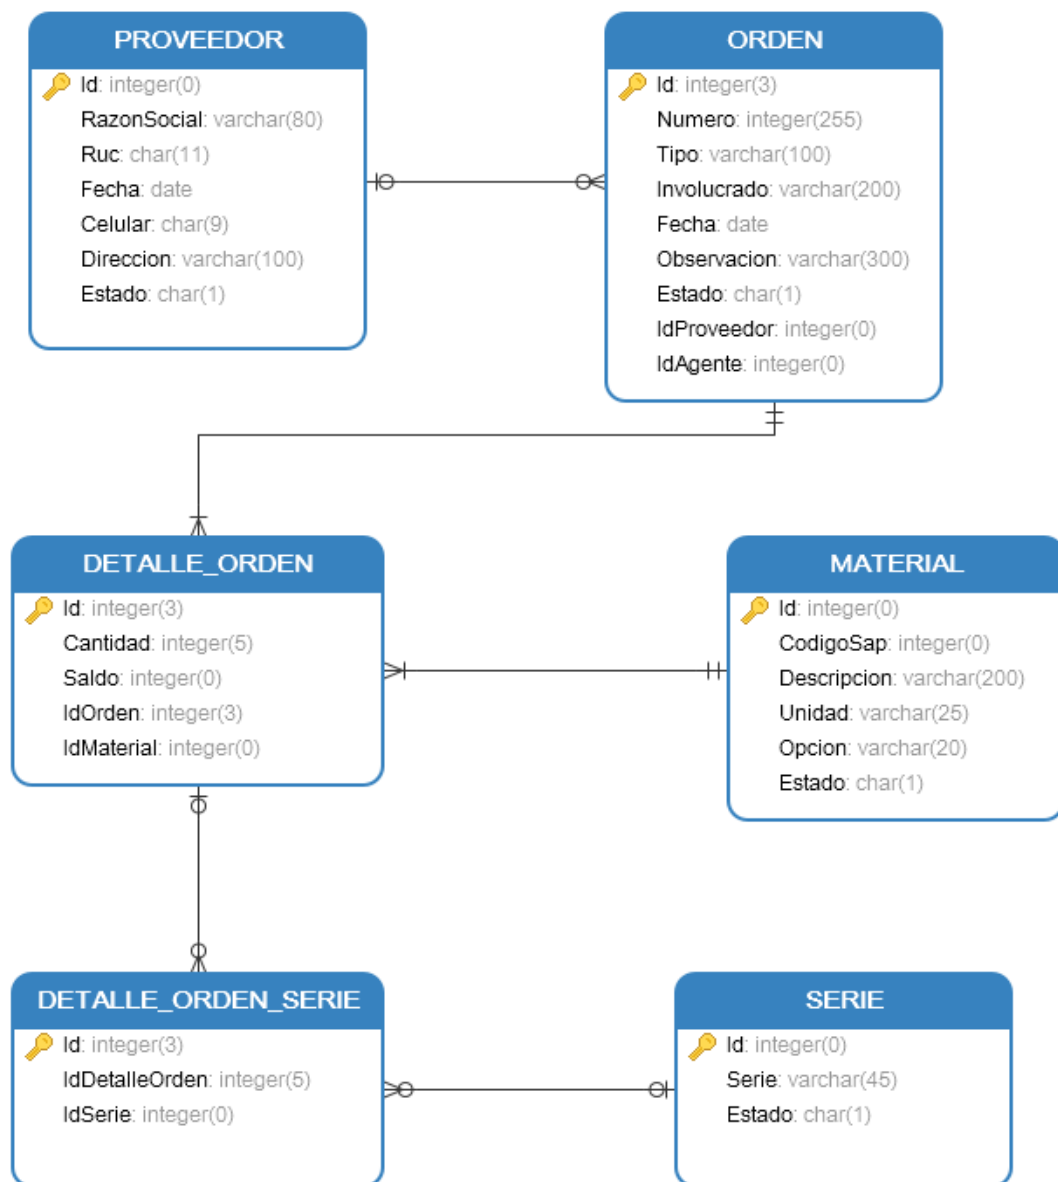 PROVEEDOR
Id: integer(0)
RazonSocial: varchar(80)
Ruc: char(11)
Fecha: date
Celular: char(9)
Direccion: varchar(100)
Estado: char(1)
ORDEN
Id: integer(3)
Numero: integer(255)
Tipo: varchar(100)
Involucrado: varchar(200)
Fecha: date
Observacion: varchar(300)
Estado: char(1)
IdProveedor: integer(0)
IdAgente: integer(0)
DETALLE_ORDEN
Id: integer(3)
Cantidad: integer(5)
Saldo: integer(0)
IdOrden: integer(3)
IdMaterial: integer(0)
MATERIAL
Id: integer(0)
CodigoSap: integer(0)
Descripcion: varchar(200)
Unidad: varchar(25)
Opcion: varchar(20)
Estado: char(1)
DETALLE_ORDEN_SERIE
Id: integer(3)
IdDetalleOrden: integer(5)
IdSerie: integer(0)
SERIE
Id: integer(0)
Serie: varchar(45)
Estado: char(1)